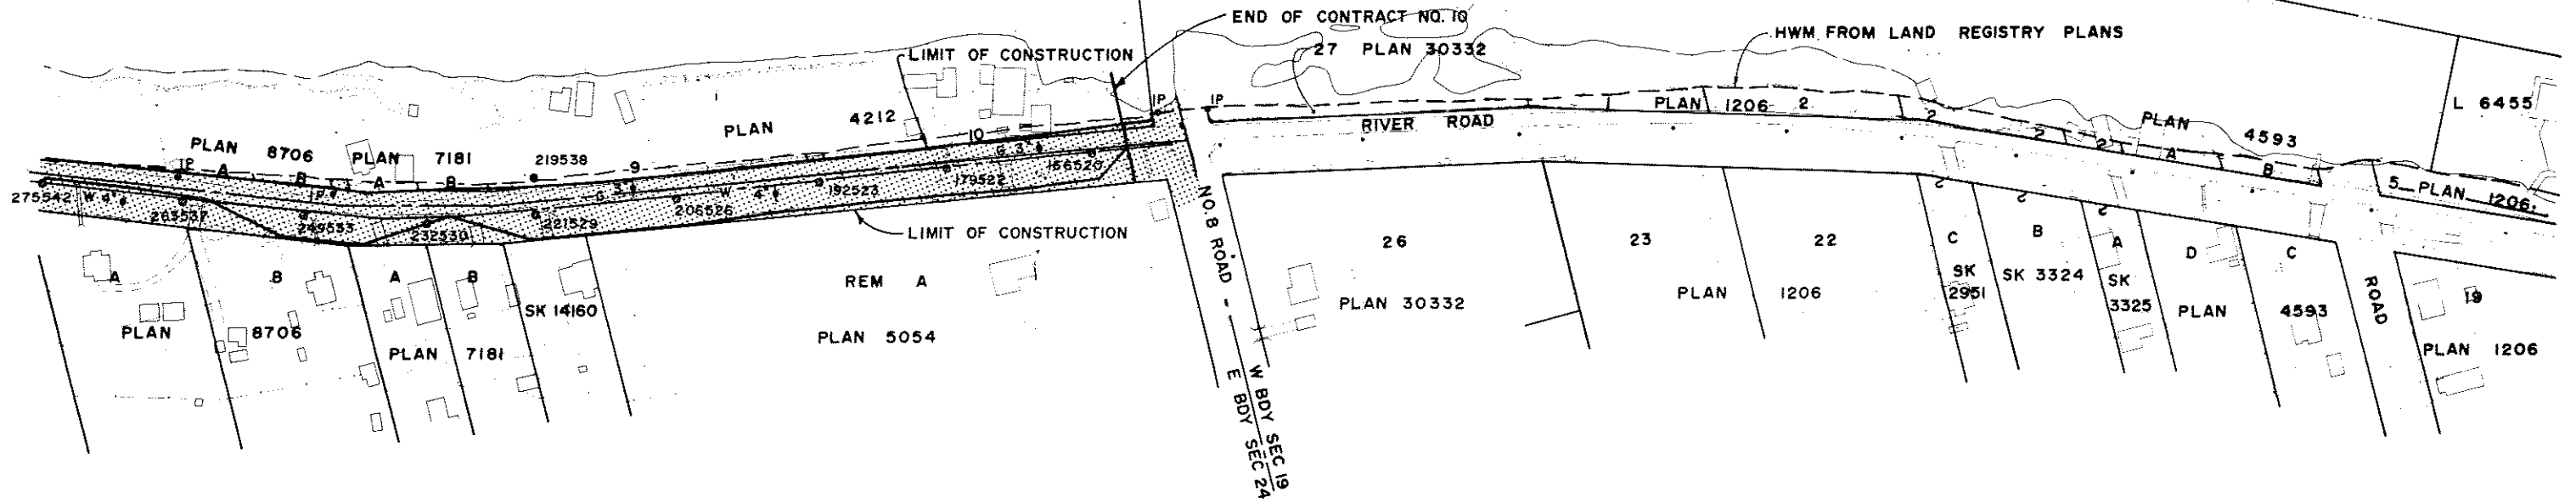 END OF CONTRACT NO. 10
LIMIT OF CONSTRUCTION
27 PLAN 30332
HWM FROM LAND REGISTRY PLANS
L 6455
PLAN 4212
IP
IP
PLAN 1206 2
RIVER ROAD
2
2
2
PLAN 4593
A
B
5 PLAN 1206
PLAN 8706
PLAN 7181
219538
9
10
IP
A
B
IP
A
B
G 3"
G 3"
166520
275542
W 4"
263537
249533
232530
221529
206526
W 4"
192523
179522
LIMIT OF CONSTRUCTION
NO. 8 ROAD
W BDY SEC 19
E BDY SEC 24
A
PLAN 8706
B
A
B
PLAN 7181
SK 14160
REM A
PLAN 5054
26
PLAN 30332
23
22
PLAN 1206
2
2
2
C
SK 2951
B
SK 3324
A
SK 3325
D
C
PLAN 4593
ROAD
19
PLAN 1206